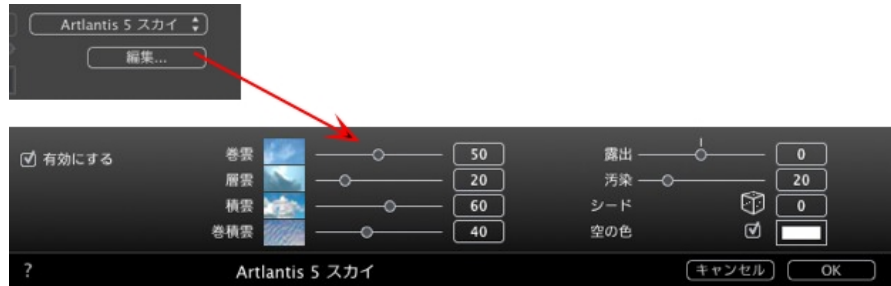 Artlantis 5 スカイ
編集...
有効にする
巻雲 50
層雲 20
積雲 60
巻積雲 40
露出 0
汚染 20
シード 0
空の色
? Artlantis 5 スカイ キャンセル OK